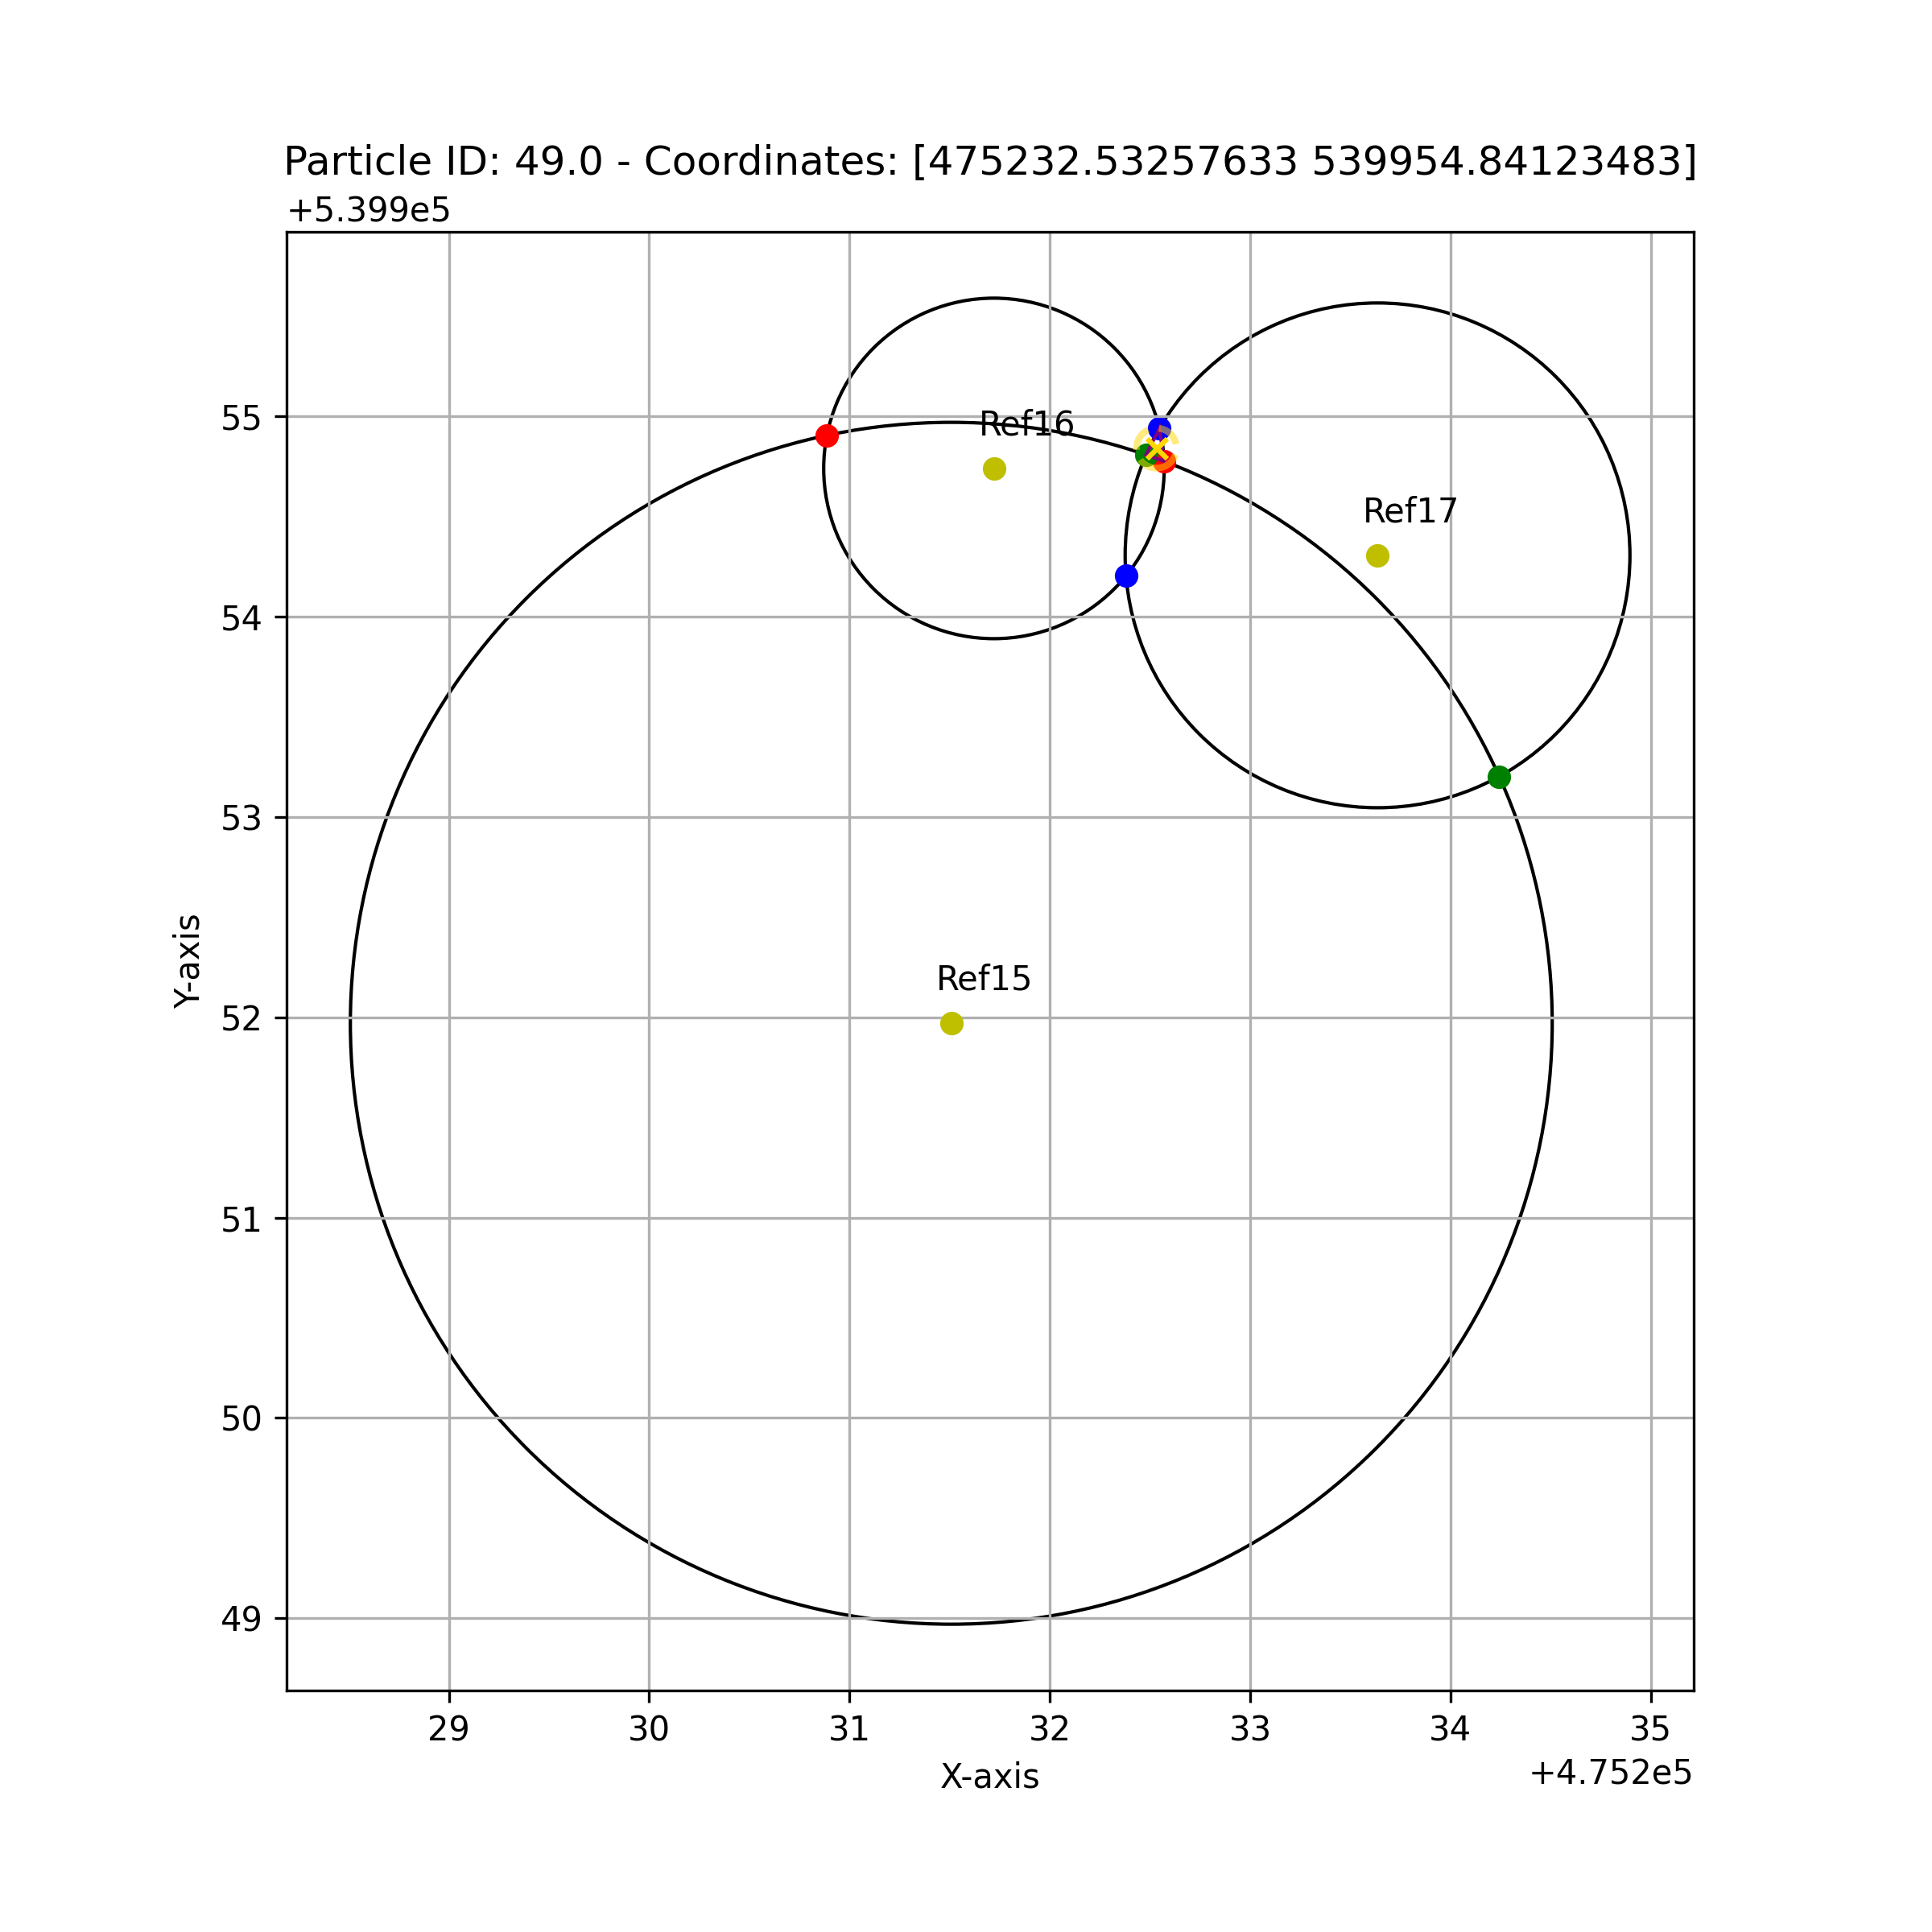 Particle ID: 49.0 - Coordinates: [475232.53257633 539954.84123483]
+5.399e5
55
Ref16
Ref17
54
53
Y-axis
Ref15
52
51
50
49
29 30 31 32 33 34 35
X-axis
+4.752e5